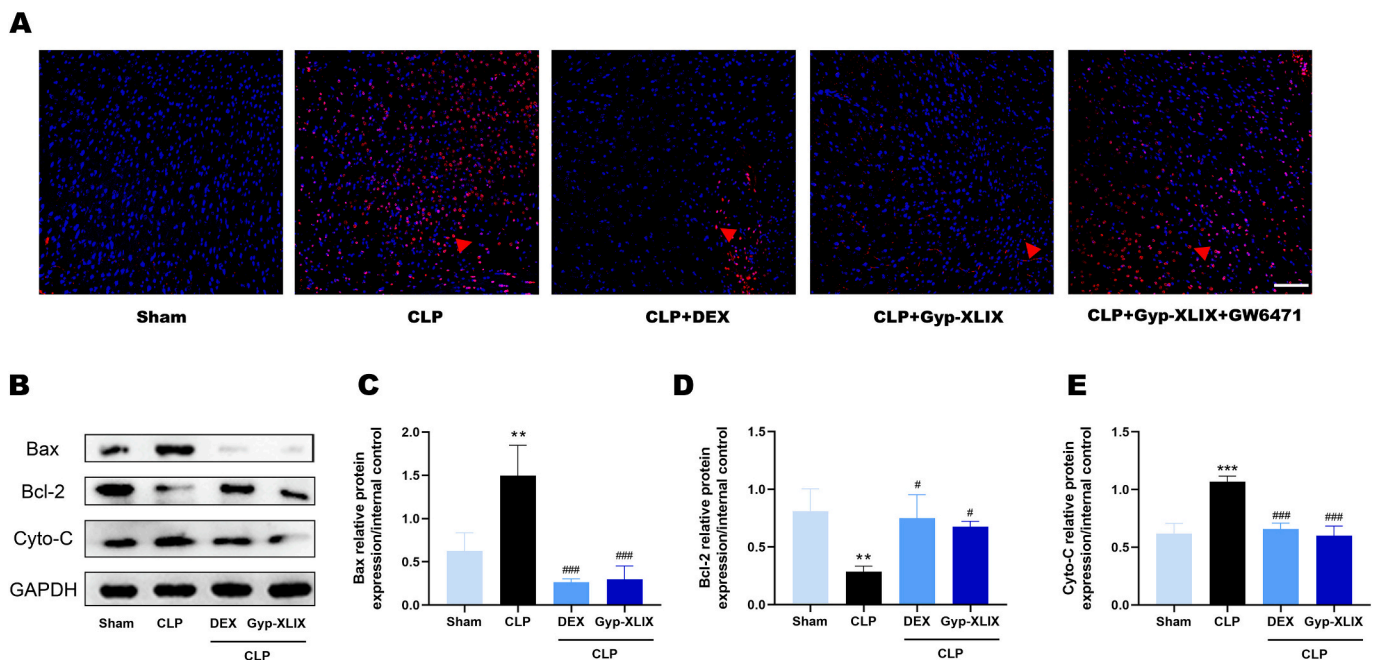 A
Sham
CLP
CLP+DEX
CLP+Gyp-XLIX
CLP+Gyp-XLIX+GW6471
B
Bax
Bcl-2
Cyto-C
GAPDH
Sham CLP DEX Gyp-XLIX
CLP
C
Bax relative protein
expression/internal control
2.0
1.5
1.0
0.5
0.0
**
###
###
Sham CLP DEX Gyp-XLIX
CLP
D
Bcl-2 relative protein
expression/internal control
1.5
1.0
0.5
0.0
**
#
#
Sham CLP DEX Gyp-XLIX
CLP
E
Cyto-C relative protein
expression/internal control
1.5
1.0
0.5
0.0
***
###
###
Sham CLP DEX Gyp-XLIX
CLP